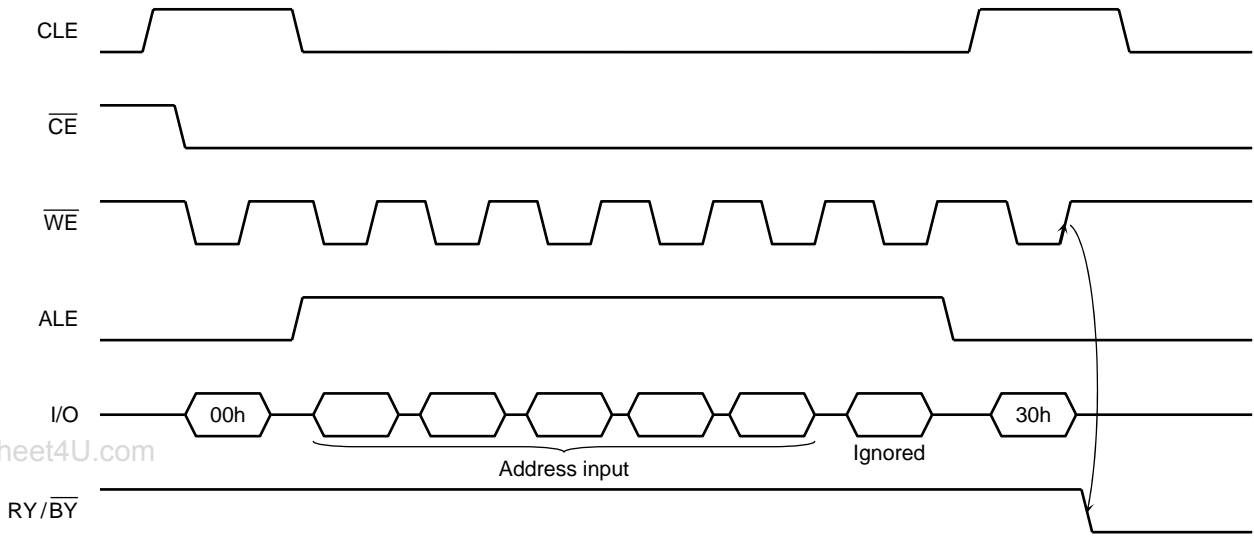 CLE
CE
WE
ALE
I/O 00h 30h
heet4U.com
Address input Ignored
RY/BY